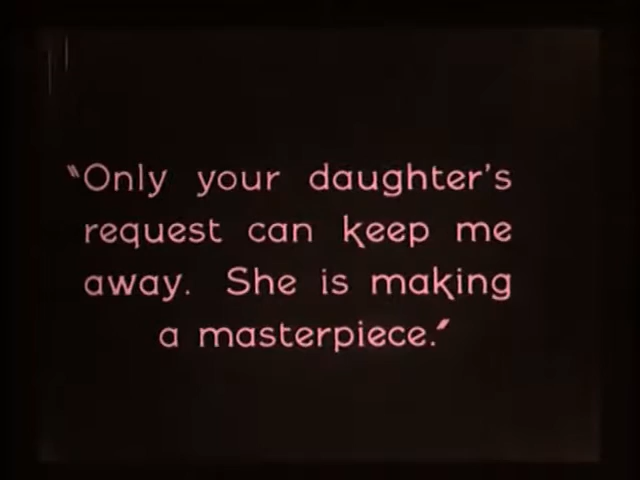 "Only your daughter's
request can keep me
away. She is making
a masterpiece."